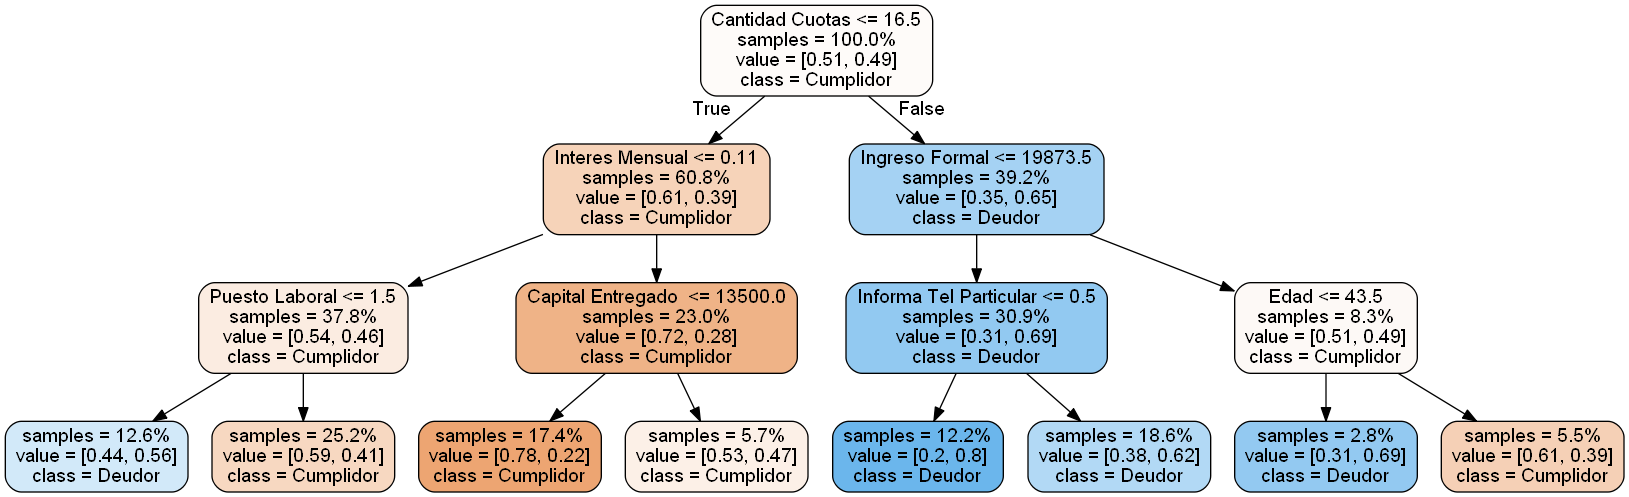 Cantidad Cuotas <= 16.5
samples = 100.0%
value = [0.51, 0.49]
class = Cumplidor
True
False
Interes Mensual <= 0.11
samples = 60.8%
value = [0.61, 0.39]
class = Cumplidor
Ingreso Formal <= 19873.5
samples = 39.2%
value = [0.35, 0.65]
class = Deudor
Puesto Laboral <= 1.5
samples = 37.8%
value = [0.54, 0.46]
class = Cumplidor
Capital Entregado  <= 13500.0
samples = 23.0%
value = [0.72, 0.28]
class = Cumplidor
Informa Tel Particular <= 0.5
samples = 30.9%
value = [0.31, 0.69]
class = Deudor
Edad <= 43.5
samples = 8.3%
value = [0.51, 0.49]
class = Cumplidor
samples = 12.6%
value = [0.44, 0.56]
class = Deudor
samples = 25.2%
value = [0.59, 0.41]
class = Cumplidor
samples = 17.4%
value = [0.78, 0.22]
class = Cumplidor
samples = 5.7%
value = [0.53, 0.47]
class = Cumplidor
samples = 12.2%
value = [0.2, 0.8]
class = Deudor
samples = 18.6%
value = [0.38, 0.62]
class = Deudor
samples = 2.8%
value = [0.31, 0.69]
class = Deudor
samples = 5.5%
value = [0.61, 0.39]
class = Cumplidor